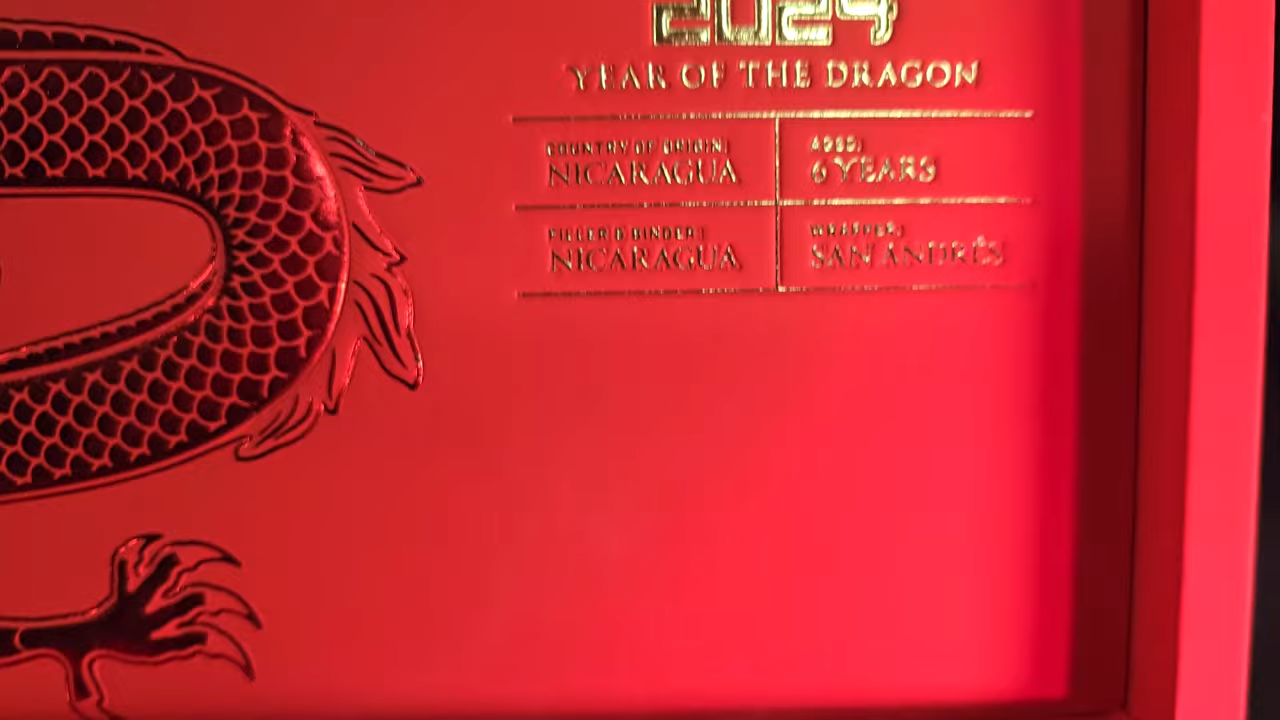 2024
YEAR OF THE DRAGON
COUNTRY OF ORIGIN:
NICARAGUA
AGED:
6 YEARS
FILLER & BINDER:
NICARAGUA
WRAPPER:
SAN ANDRÉS